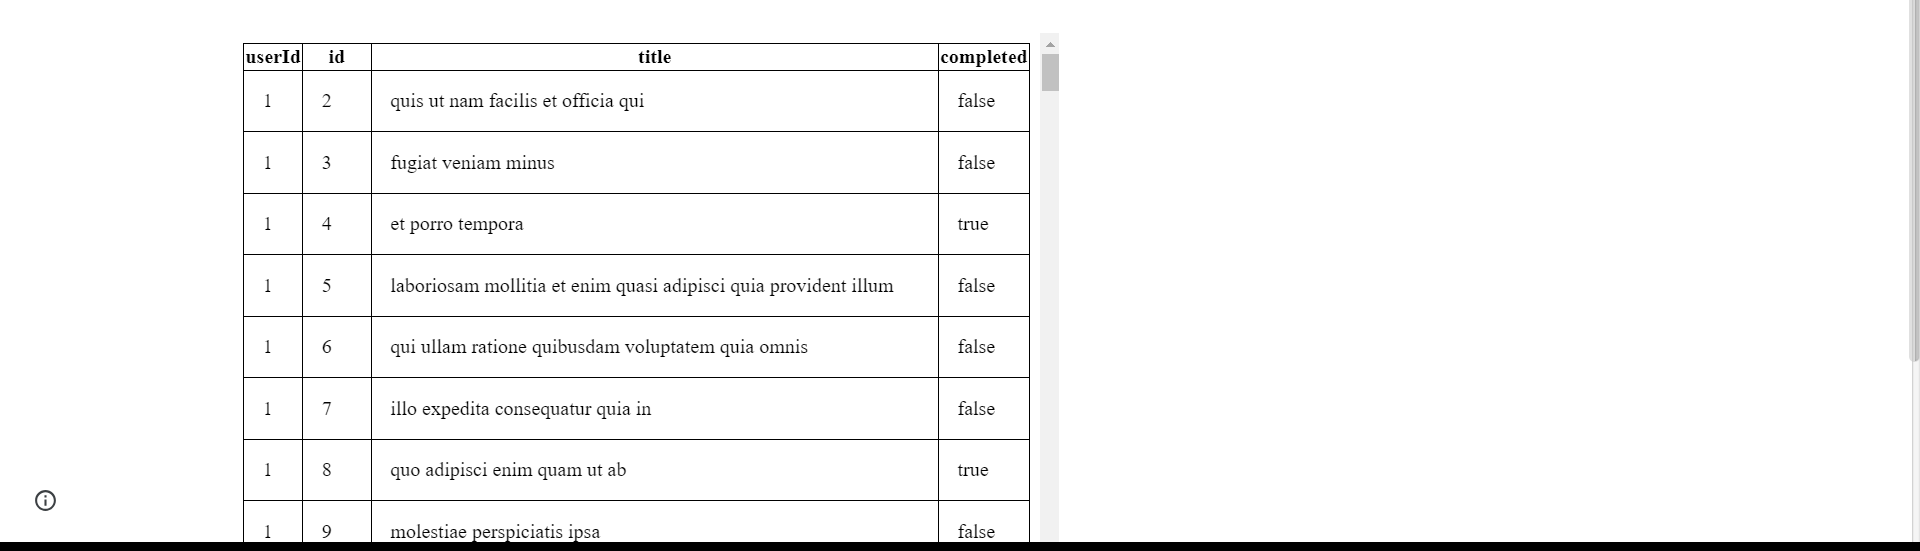 userId id title completed
1 2 quis ut nam facilis et officia qui false
1 3 fugiat veniam minus false
1 4 et porro tempora true
1 5 laboriosam mollitia et enim quasi adipisci quia provident illum false
1 6 qui ullam ratione quibusdam voluptatem quia omnis false
1 7 illo expedita consequatur quia in false
1 8 quo adipisci enim quam ut ab true
1 9 molestiae perspiciatis ipsa false